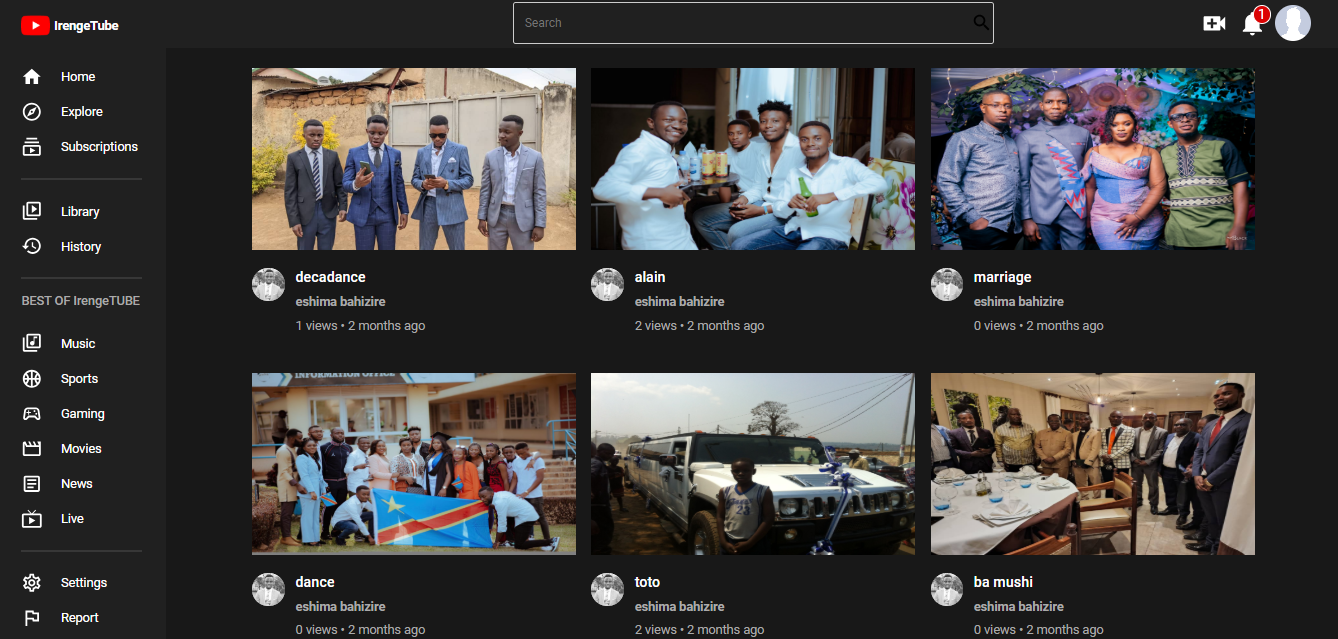 IrengeTube
Search
1
Home
Explore
Subscriptions
Library
History
BEST OF IrengeTUBE
Music
Sports
Gaming
Movies
News
Live
Settings
Report
decadance
eshima bahizire
1 views • 2 months ago
alain
eshima bahizire
2 views • 2 months ago
marriage
eshima bahizire
0 views • 2 months ago
INFORMATION OFFICE
dance
eshima bahizire
0 views • 2 months ago
23
toto
eshima bahizire
2 views • 2 months ago
ba mushi
eshima bahizire
0 views • 2 months ago